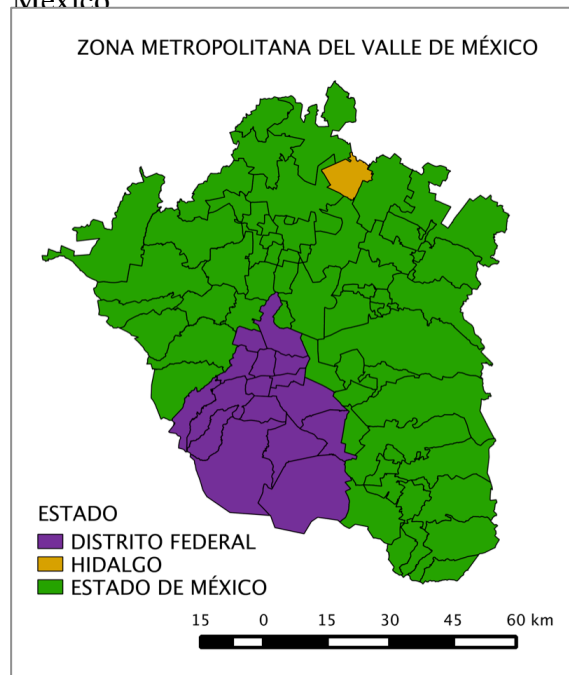 México
ZONA METROPOLITANA DEL VALLE DE MÉXICO
ESTADO
DISTRITO FEDERAL
HIDALGO
ESTADO DE MÉXICO
15 0 15 30 45 60 km